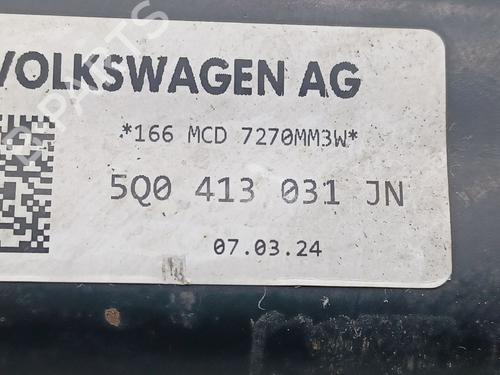 VOLKSWAGEN AG
*166 MCD 7270MM3W*
5Q0 413 031 JN
07.03.24